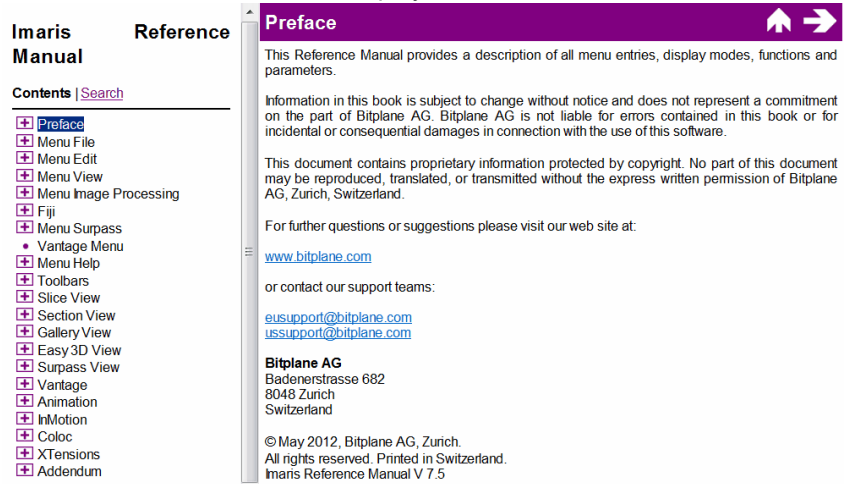 Imaris Reference
Manual
Contents | Search
Preface
Menu File
Menu Edit
Menu View
Menu Image Processing
Fiji
Menu Surpass
Vantage Menu
Menu Help
Toolbars
Slice View
Section View
Gallery View
Easy 3D View
Surpass View
Vantage
Animation
InMotion
Coloc
XTensions
Addendum
Preface
This Reference Manual provides a description of all menu entries, display modes, functions and
parameters.
Information in this book is subject to change without notice and does not represent a commitment
on the part of Bitplane AG. Bitplane AG is not liable for errors contained in this book or for
incidental or consequential damages in connection with the use of this software.
This document contains proprietary information protected by copyright. No part of this document
may be reproduced, translated, or transmitted without the express written permission of Bitplane
AG, Zurich, Switzerland.
For further questions or suggestions please visit our web site at:
www.bitplane.com
or contact our support teams:
eusupport@bitplane.com
ussupport@bitplane.com
Bitplane AG
Badenerstrasse 682
8048 Zurich
Switzerland
© May 2012, Bitplane AG, Zurich.
All rights reserved. Printed in Switzerland.
Imaris Reference Manual V 7.5